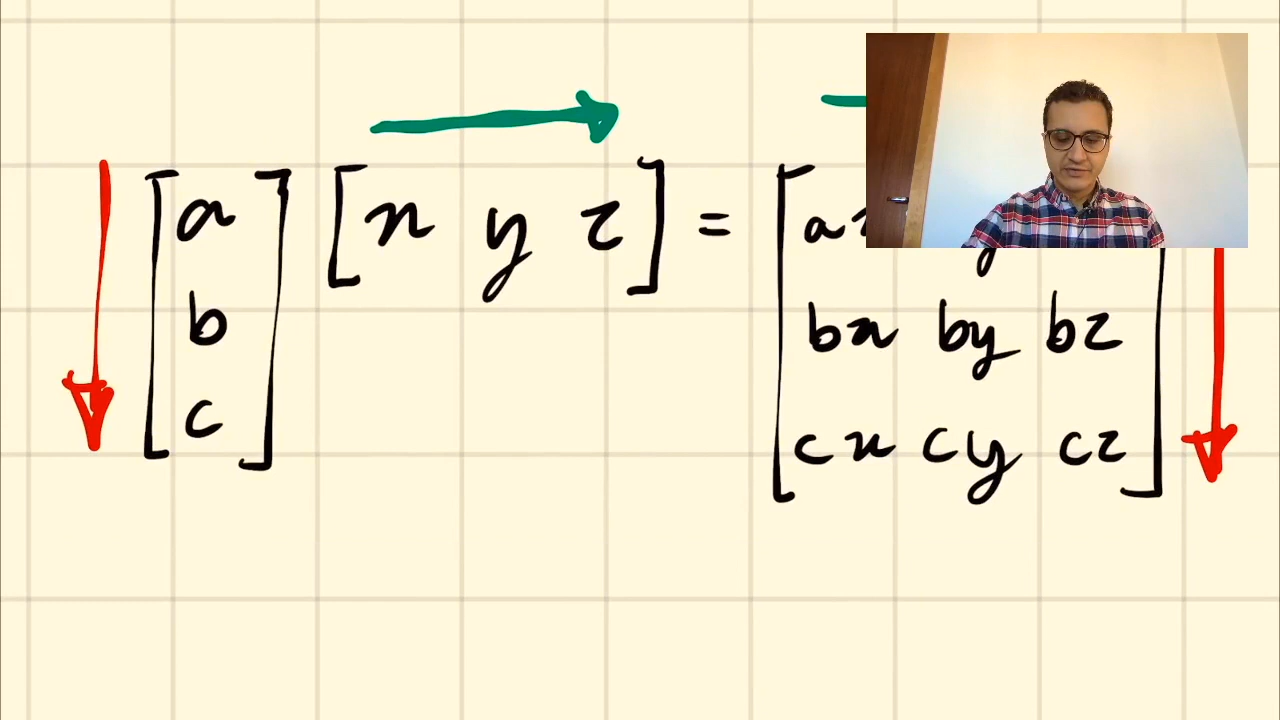 [a] [x y z] = [a
b bx by bz
c cx cy cz]